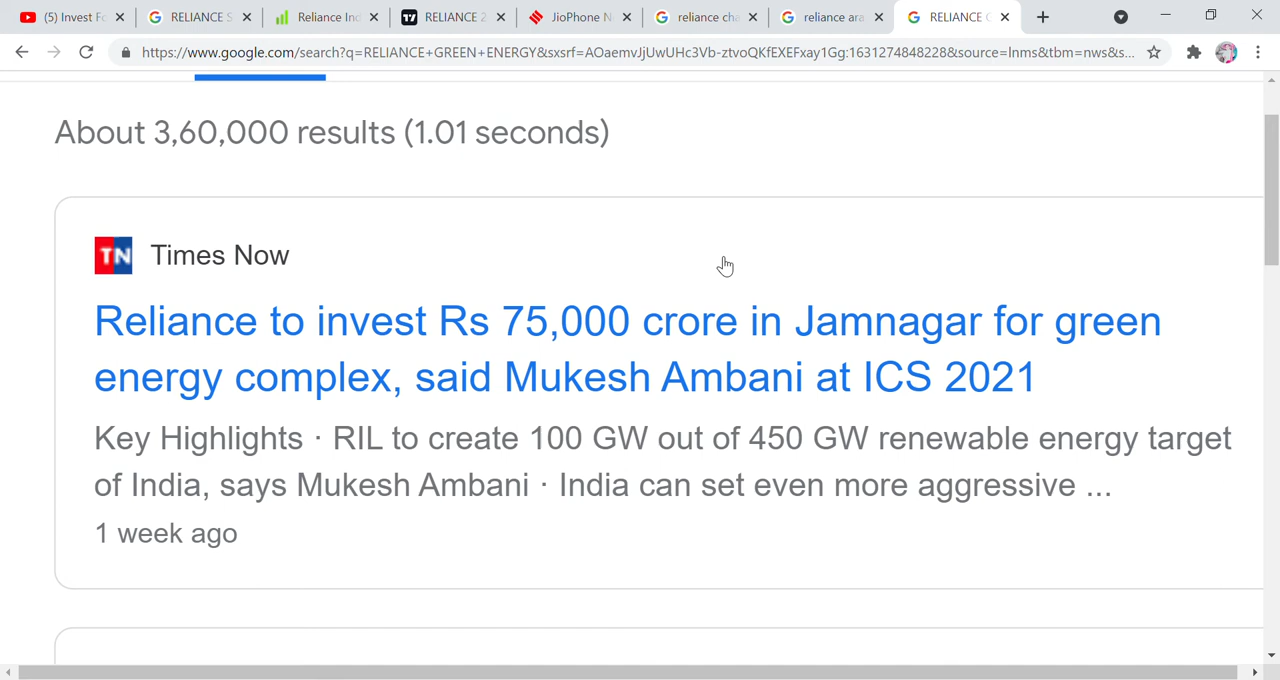 (5) Invest Fo
RELIANCE S
Reliance Ind
RELIANCE 2
JioPhone N
reliance cha
reliance ara
RELIANCE G
https://www.google.com/search?q=RELIANCE+GREEN+ENERGY&sxsrf=AOaemvJjUwUHc3Vb-ztvoQKfEXEFxay1Gg:1631274848228&source=lnms&tbm=nws&s...
About 3,60,000 results (1.01 seconds)
TN Times Now
Reliance to invest Rs 75,000 crore in Jamnagar for green
energy complex, said Mukesh Ambani at ICS 2021
Key Highlights · RIL to create 100 GW out of 450 GW renewable energy target
of India, says Mukesh Ambani · India can set even more aggressive ...
1 week ago